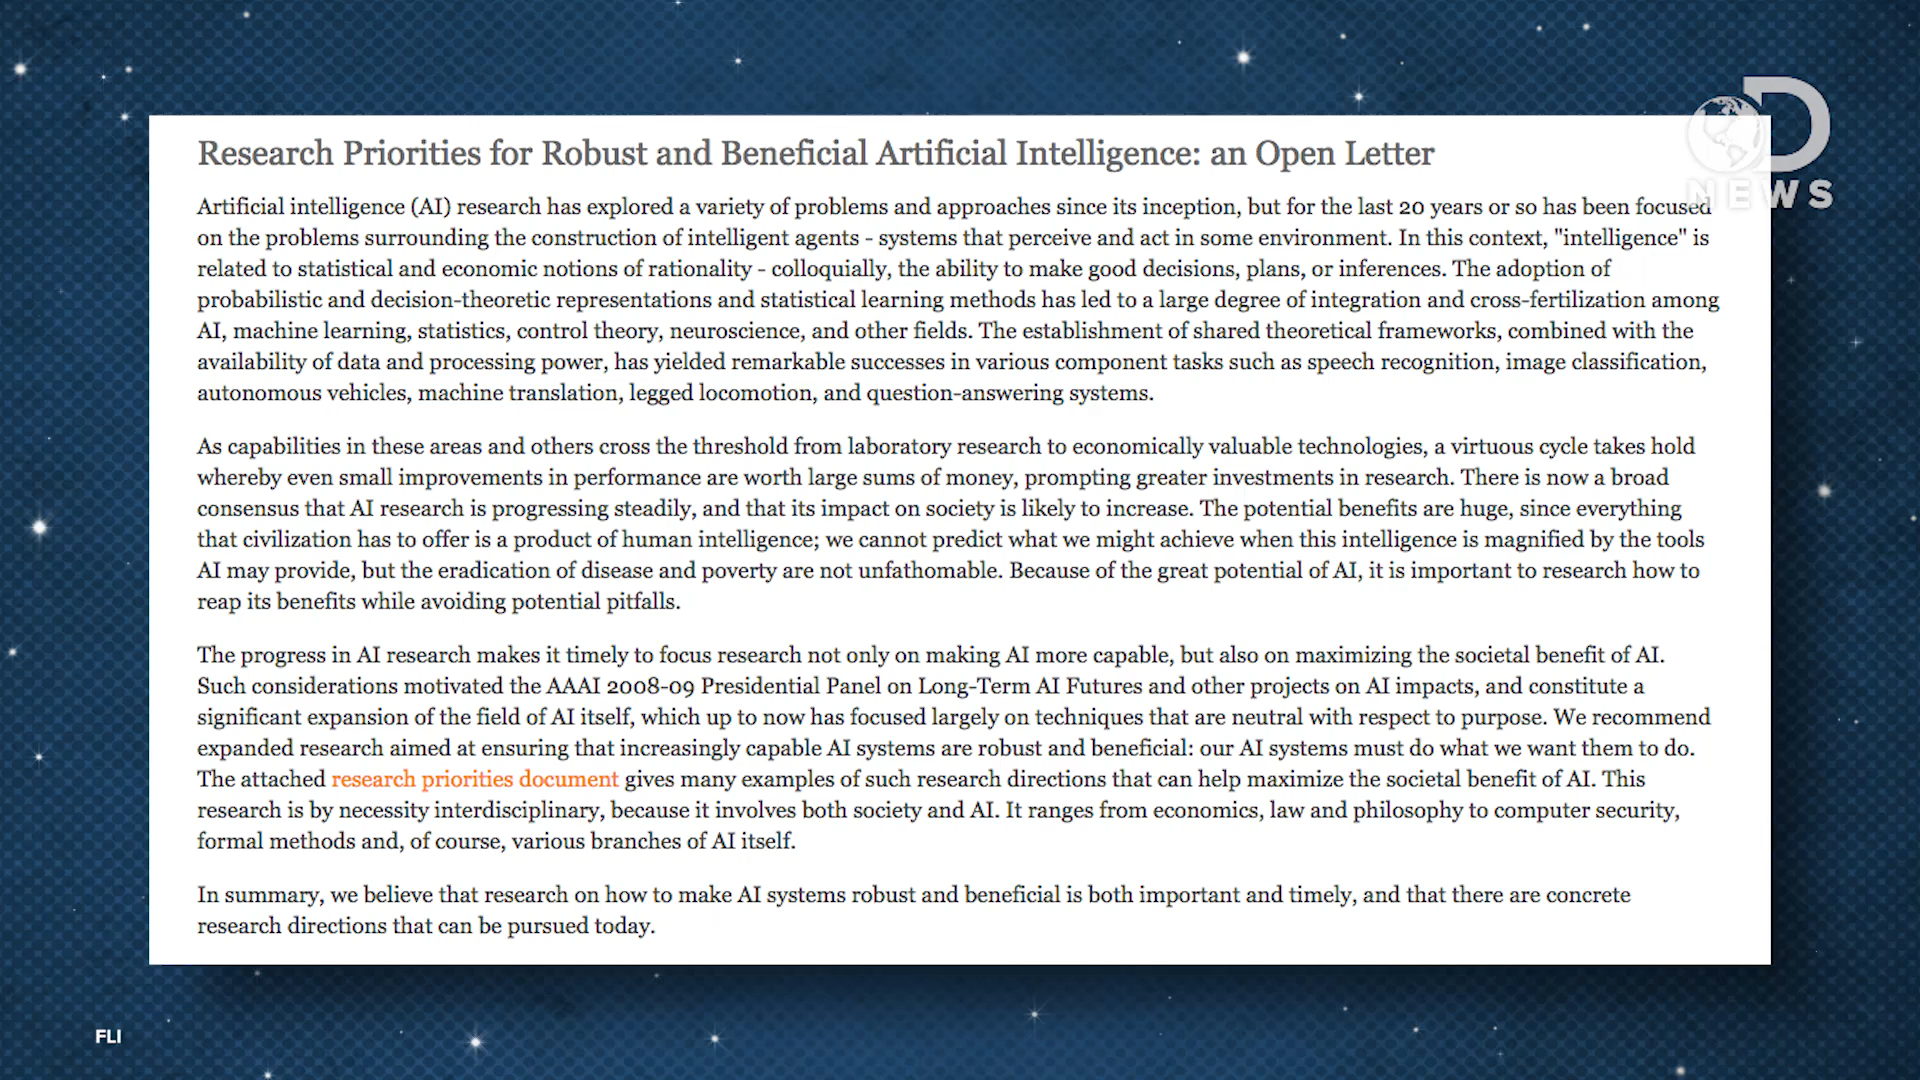 Research Priorities for Robust and Beneficial Artificial Intelligence: an Open Letter
Artificial intelligence (AI) research has explored a variety of problems and approaches since its inception, but for the last 20 years or so has been focused
on the problems surrounding the construction of intelligent agents - systems that perceive and act in some environment. In this context, "intelligence" is
related to statistical and economic notions of rationality - colloquially, the ability to make good decisions, plans, or inferences. The adoption of
probabilistic and decision-theoretic representations and statistical learning methods has led to a large degree of integration and cross-fertilization among
AI, machine learning, statistics, control theory, neuroscience, and other fields. The establishment of shared theoretical frameworks, combined with the
availability of data and processing power, has yielded remarkable successes in various component tasks such as speech recognition, image classification,
autonomous vehicles, machine translation, legged locomotion, and question-answering systems.
As capabilities in these areas and others cross the threshold from laboratory research to economically valuable technologies, a virtuous cycle takes hold
whereby even small improvements in performance are worth large sums of money, prompting greater investments in research. There is now a broad
consensus that AI research is progressing steadily, and that its impact on society is likely to increase. The potential benefits are huge, since everything
that civilization has to offer is a product of human intelligence; we cannot predict what we might achieve when this intelligence is magnified by the tools
AI may provide, but the eradication of disease and poverty are not unfathomable. Because of the great potential of AI, it is important to research how to
reap its benefits while avoiding potential pitfalls.
The progress in AI research makes it timely to focus research not only on making AI more capable, but also on maximizing the societal benefit of AI.
Such considerations motivated the AAAI 2008-09 Presidential Panel on Long-Term AI Futures and other projects on AI impacts, and constitute a
significant expansion of the field of AI itself, which up to now has focused largely on techniques that are neutral with respect to purpose. We recommend
expanded research aimed at ensuring that increasingly capable AI systems are robust and beneficial: our AI systems must do what we want them to do.
The attached research priorities document gives many examples of such research directions that can help maximize the societal benefit of AI. This
research is by necessity interdisciplinary, because it involves both society and AI. It ranges from economics, law and philosophy to computer security,
formal methods and, of course, various branches of AI itself.
In summary, we believe that research on how to make AI systems robust and beneficial is both important and timely, and that there are concrete
research directions that can be pursued today.
D
NEWS
FLI